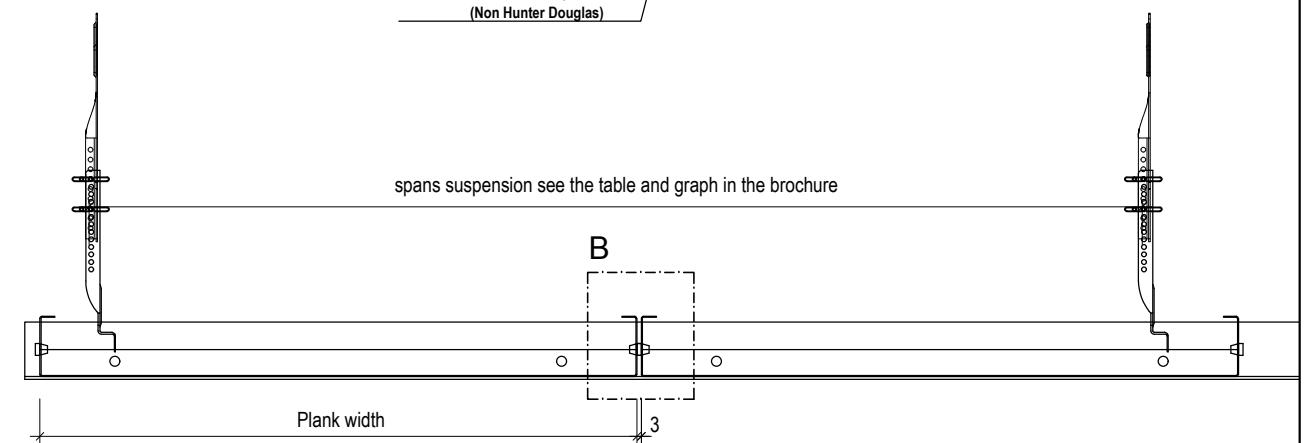 (Non Hunter Douglas)
spans suspension see the table and graph in the brochure
B
Plank width
3